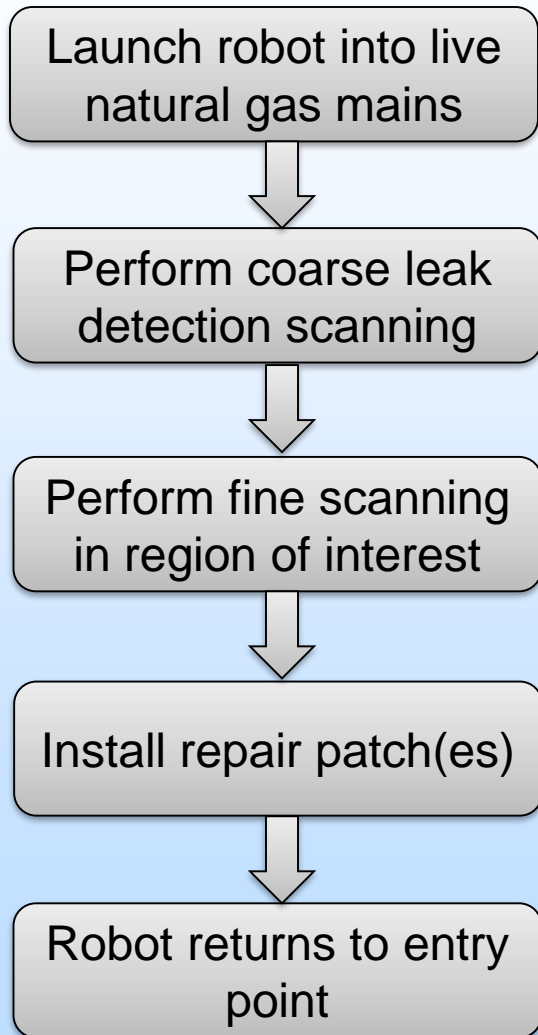 Launch robot into live
natural gas mains
Perform coarse leak
detection scanning
Perform fine scanning
in region of interest
Install repair patch(es)
Robot returns to entry
point